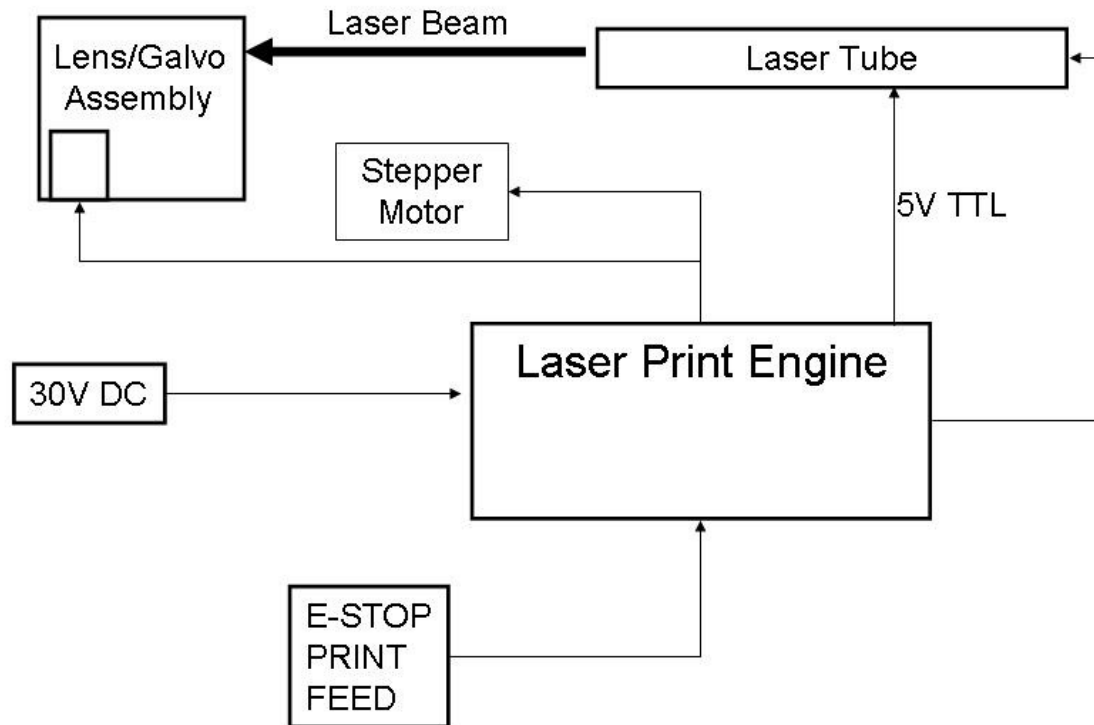 Laser Beam
Lens/Galvo
Assembly
Laser Tube
Stepper
Motor
5V TTL
Laser Print Engine
30V DC
E-STOP
PRINT
FEED